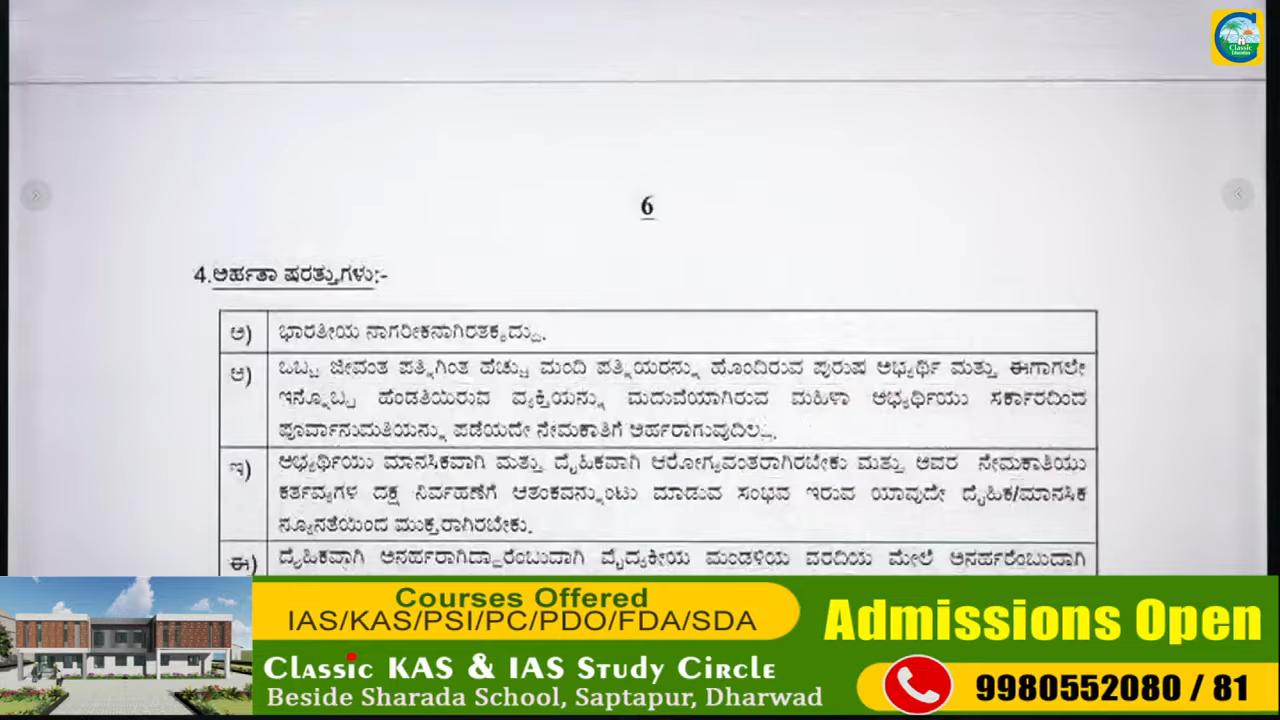 Classic
Education
6
4.ಅರ್ಹತಾ ಷರತ್ತುಗಳು:-
ಅ) ಭಾರತೀಯ ನಾಗರೀಕನಾಗಿರತಕ್ಕದ್ದು.
ಆ) ಒಬ್ಬ ಜೀವಂತ ಪತ್ನಿಗಿಂತ ಹೆಚ್ಚು ಮಂದಿ ಪತ್ನಿಯರನ್ನು ಹೊಂದಿರುವ ಪುರುಷ ಅಭ್ಯರ್ಥಿ ಮತ್ತು ಈಗಾಗಲೇ
ಇನ್ನೊಬ್ಬ ಹೆಂಡತಿಯಿರುವ ವ್ಯಕ್ತಿಯನ್ನು ಮದುವೆಯಾಗಿರುವ ಮಹಿಳಾ ಅಭ್ಯರ್ಥಿಯು ಸರ್ಕಾರದಿಂದ
ಪೂರ್ವಾನುಮತಿಯನ್ನು ಪಡೆಯದೇ ನೇಮಕಾತಿಗೆ ಅರ್ಹರಾಗುವುದಿಲ್ಲ.
ಇ) ಅಭ್ಯರ್ಥಿಯು ಮಾನಸಿಕವಾಗಿ ಮತ್ತು ದೈಹಿಕವಾಗಿ ಆರೋಗ್ಯವಂತರಾಗಿರಬೇಕು ಮತ್ತು ಅವರ ನೇಮಕಾತಿಯು
ಕರ್ತವ್ಯಗಳ ದಕ್ಷ ನಿರ್ವಹಣೆಗೆ ಆತಂಕವನ್ನುಂಟು ಮಾಡುವ ಸಂಭವ ಇರುವ ಯಾವುದೇ ದೈಹಿಕ/ಮಾನಸಿಕ
ನ್ಯೂನತೆಯಿಂದ ಮುಕ್ತರಾಗಿರಬೇಕು.
ಈ) ದೈಹಿಕವಾಗಿ ಅನರ್ಹರಾಗಿದ್ದಾರೆಂಬುದಾಗಿ ವೈದ್ಯಕೀಯ ಮಂಡಳಿಯ ವರದಿಯ ಮೇಲೆ ಅನರ್ಹರೆಂಬುದಾಗಿ
Courses Offered
IAS/KAS/PSI/PC/PDO/FDA/SDA
Classic KAS & IAS Study Circle
Beside Sharada School, Saptapur, Dharwad
Admissions Open
9980552080 / 81